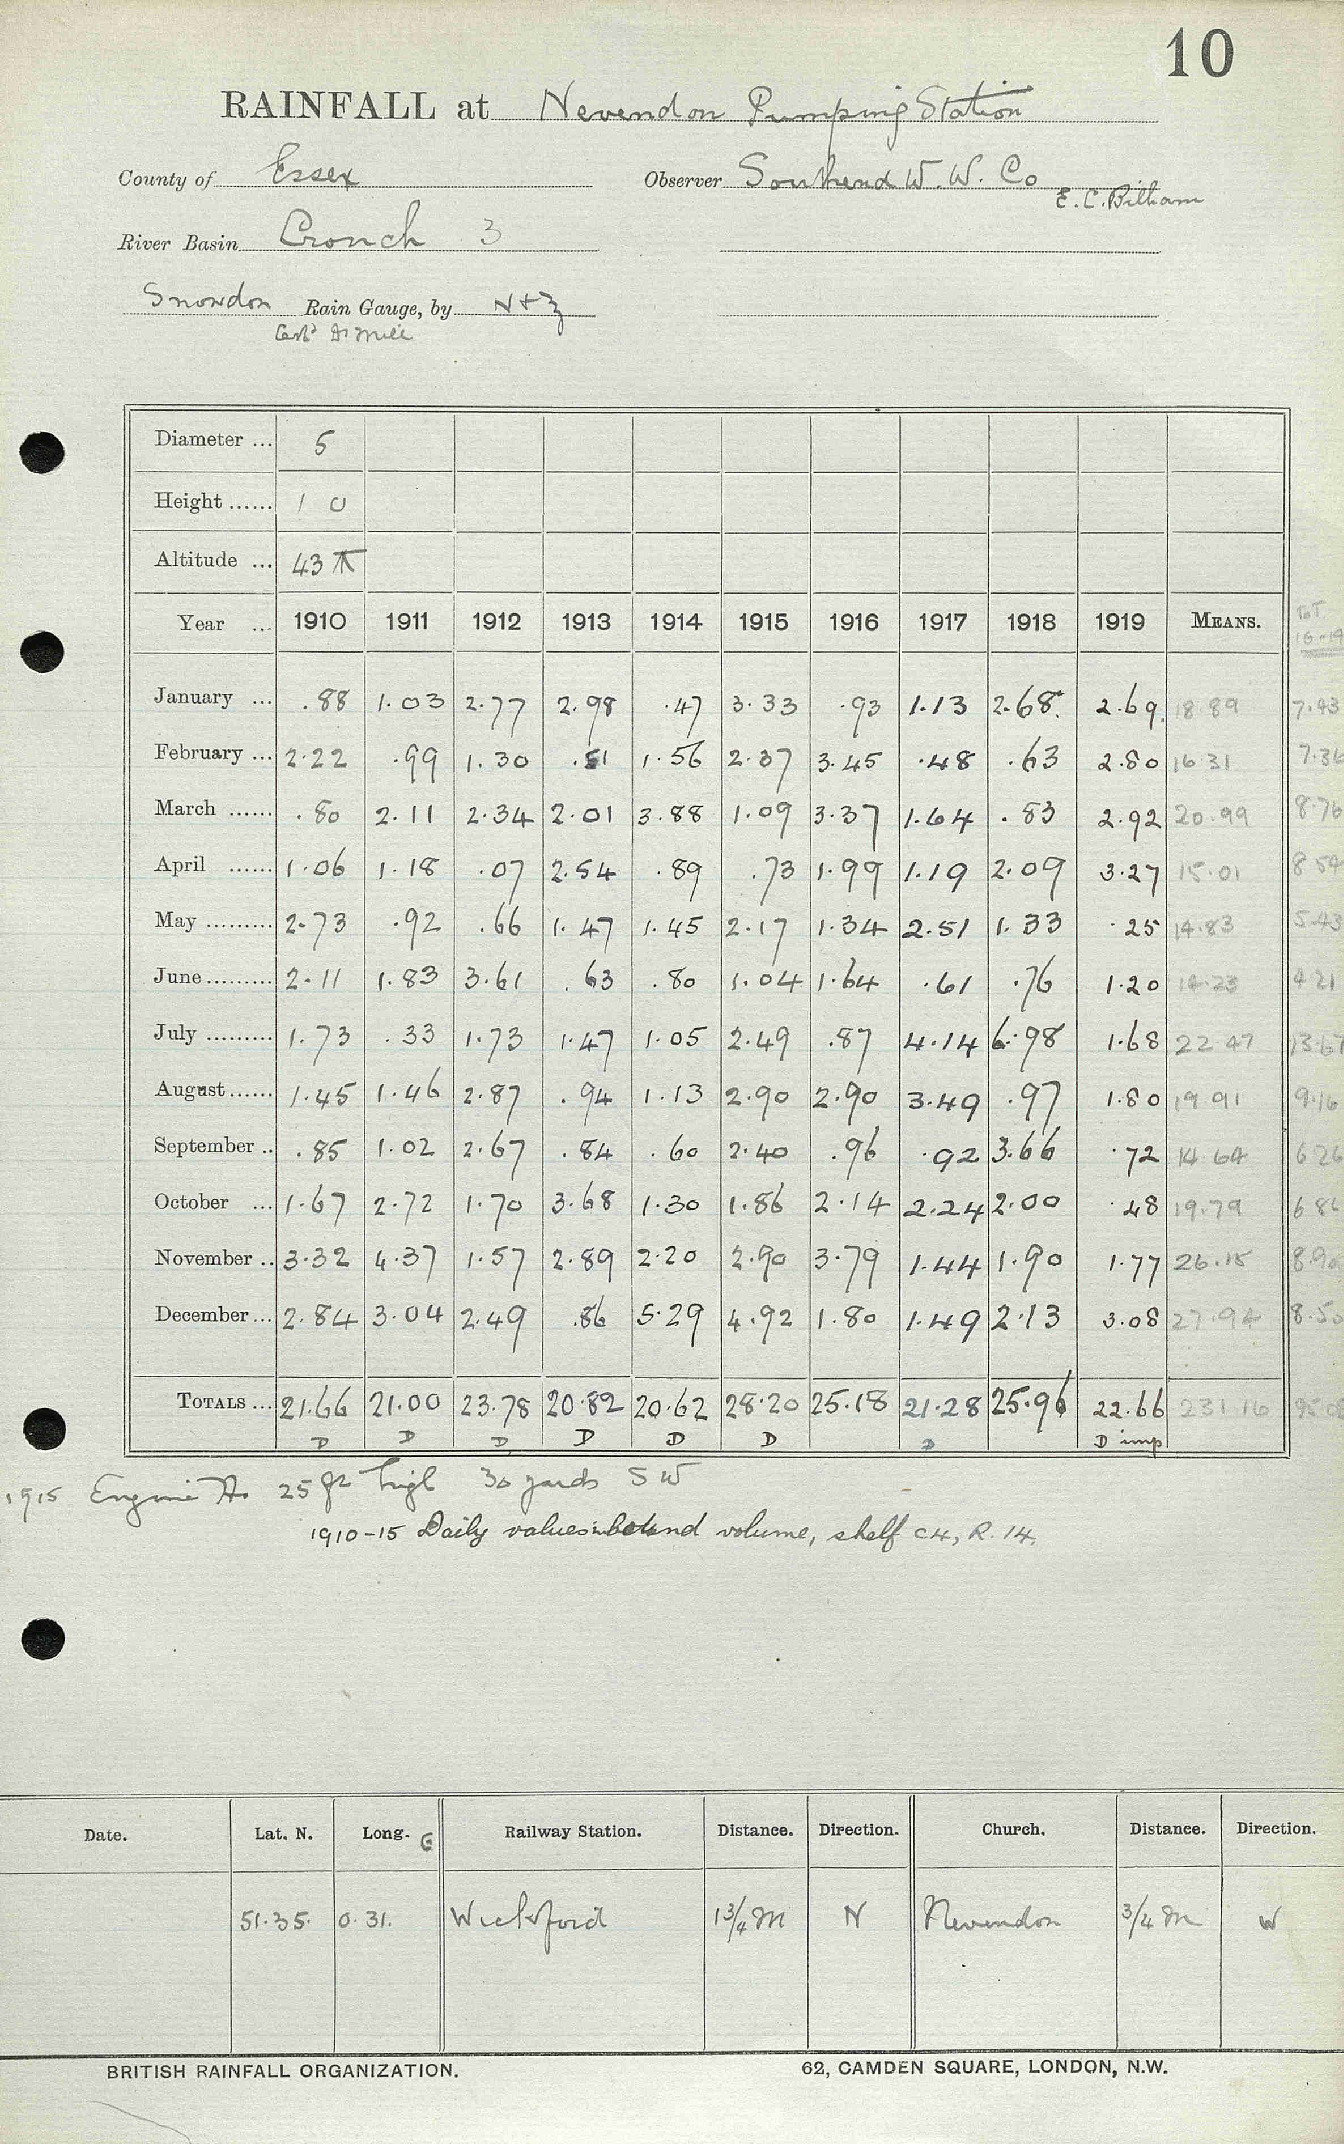 10
RAINFALL at Nevendon Pumping Station
County of Essex Observer Southend W. W. Co
E. C. Bilham
River Basin Crouch 3
Snowdon Rain Gauge, by N & Z
Diameter ... 5
Height ...... 1 0
Altitude ... 43 ft
Year ... 1910 1911 1912 1913 1914 1915 1916 1917 1918 1919 MEANS. TOT. 16-19
January ... .88 1.03 2.77 2.98 .47 3.33 .93 1.13 2.68 2.69 18.89 7.43
February ... 2.22 .99 1.30 .51 1.56 2.37 3.45 .48 .63 2.80 16.31 7.36
March ...... .80 2.11 2.34 2.01 3.88 1.09 3.37 1.64 .83 2.92 20.99 8.76
April ...... 1.06 1.18 .07 2.54 .89 .73 1.99 1.19 2.09 3.27 15.01 8.54
May ......... 2.73 .92 .66 1.47 1.45 2.17 1.34 2.51 1.33 .25 14.83 5.43
June ......... 2.11 1.83 3.61 .63 .80 1.04 1.64 .61 .76 1.20 14.23 4.21
July ......... 1.73 .33 1.73 1.47 1.05 2.49 .87 4.14 6.98 1.68 22.47 13.67
August ...... 1.45 1.46 2.87 .94 1.13 2.90 2.90 3.49 .97 1.80 19.91 9.16
September .. .85 1.02 2.67 .84 .60 2.40 .96 .92 3.66 .72 14.64 6.26
October ... 1.67 2.72 1.70 3.68 1.30 1.86 2.14 2.24 2.00 .48 19.79 6.86
November .. 3.32 4.37 1.57 2.89 2.20 2.90 3.79 1.44 1.90 1.77 26.15 8.90
December ... 2.84 3.04 2.49 .86 5.29 4.92 1.80 1.49 2.13 3.08 27.94 8.50
TOTALS ... 21.66 21.00 23.78 20.82 20.62 28.20 25.18 21.28 25.96 22.66 231.16 95.08
D D D D D D D D imp
1915 Engine Ho 25 ft high 30 yards SW
1910-15 Daily values in bound volume, shelf C4, R. 14.
Date. Lat. N. Long. E Railway Station. Distance. Direction. Church. Distance. Direction.
51.35. 0.31. Wickford 1 3/4 m N Nevendon 3/4 m W
BRITISH RAINFALL ORGANIZATION. 62, CAMDEN SQUARE, LONDON, N.W.